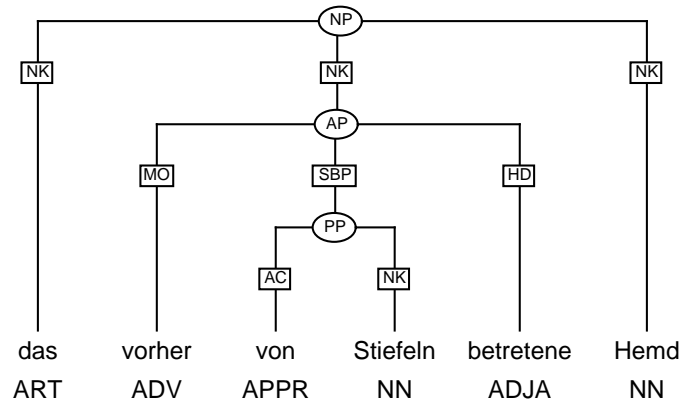 NP
NK NK NK
AP
MO SBP HD
PP
AC NK
das vorher von Stiefeln betretene Hemd
ART ADV APPR NN ADJA NN